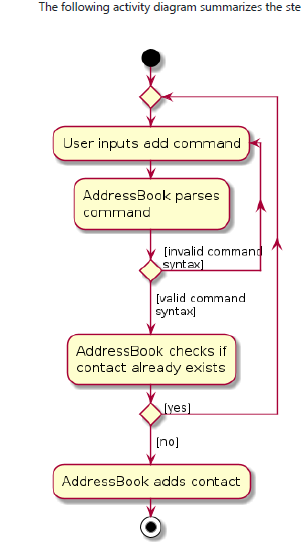 The following activity diagram summarizes the ste
User inputs add command
AddressBook parses
command
[invalid command
syntax]
[valid command
syntax]
AddressBook checks if
contact already exists
[yes]
[no]
AddressBook adds contact